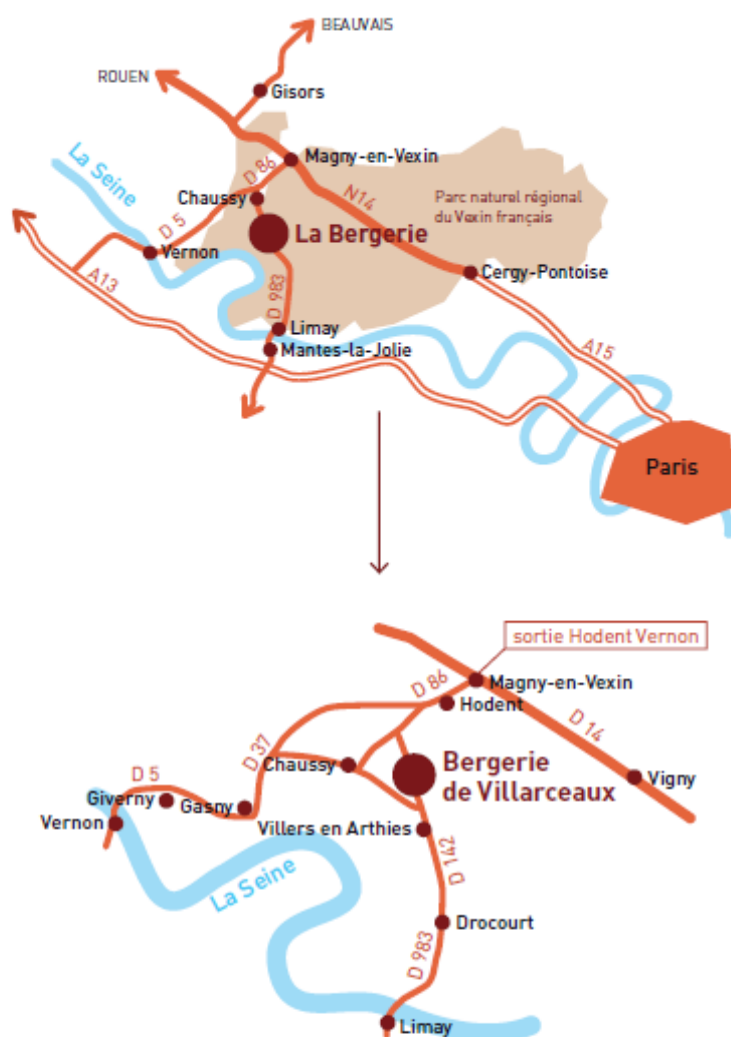 BEAUVAIS
ROUEN
Gisors
La Seine
D 86
Magny-en-Vexin
Chaussy
N14
Parc naturel régional
du Vexin français
D 5
La Bergerie
Vernon
A13
D 983
Cergy-Pontoise
Limay
Mantes-la-Jolie
A15
Paris
sortie Hodent Vernon
D 86
Magny-en-Vexin
Hodent
D 14
D 37
Chaussy
Bergerie
de Villarceaux
Vigny
D 5
Giverny
Gasny
Vernon
Villers en Arthies
D 142
La Seine
Drocourt
D 983
Limay